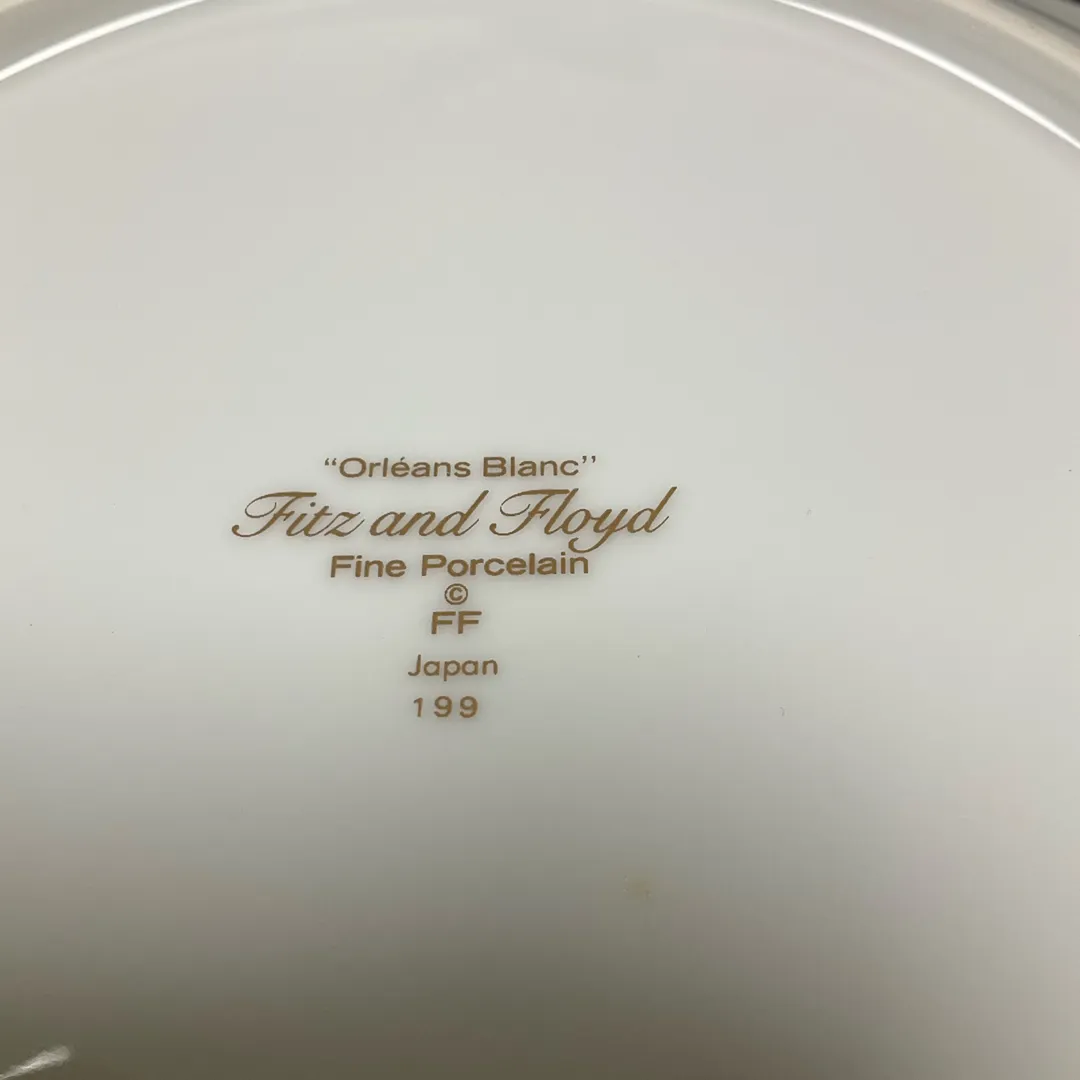 “Orléans Blanc”
Fitz and Floyd
Fine Porcelain
©
FF
Japan
199